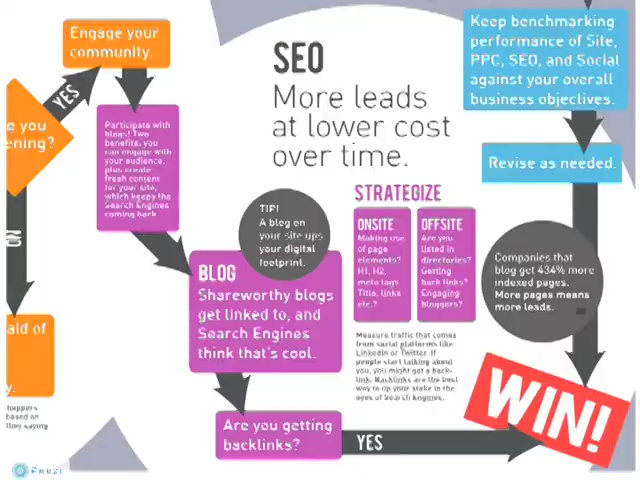 Engage your
community.
YES
e you
ening?
Participate with
blogs! Two
benefits, you
can engage with
your audience,
plus create
fresh content
for your site,
which keeps the
Search Engines
coming back
SEO
More leads
at lower cost
over time.
Keep benchmarking
performance of Site,
PPC, SEO, and Social
against your overall
business objectives.
Revise as needed.
TIP!
A blog on
your site ups
your digital
footprint.
STRATEGIZE
ONSITE
Making use
of page
elements?
H1, H2,
meta tags
Title, links
etc.?
OFFSITE
Are you
listed in
directories?
Getting
back links?
Engaging
bloggers?
Companies that
blog get 434% more
indexed pages.
More pages means
more leads.
BLOG
Shareworthy blogs
get linked to, and
Search Engines
think that's cool.
Measure traffic that comes
from social platforms like
LinkedIn or Twitter. If
people start talking about
you, you might get a back-
link. Backlinks are the best
way to up your stake in the
eyes of Search Engines.
aid of
y.
happers
based on
they saying
Are you getting
backlinks?
YES
WIN!